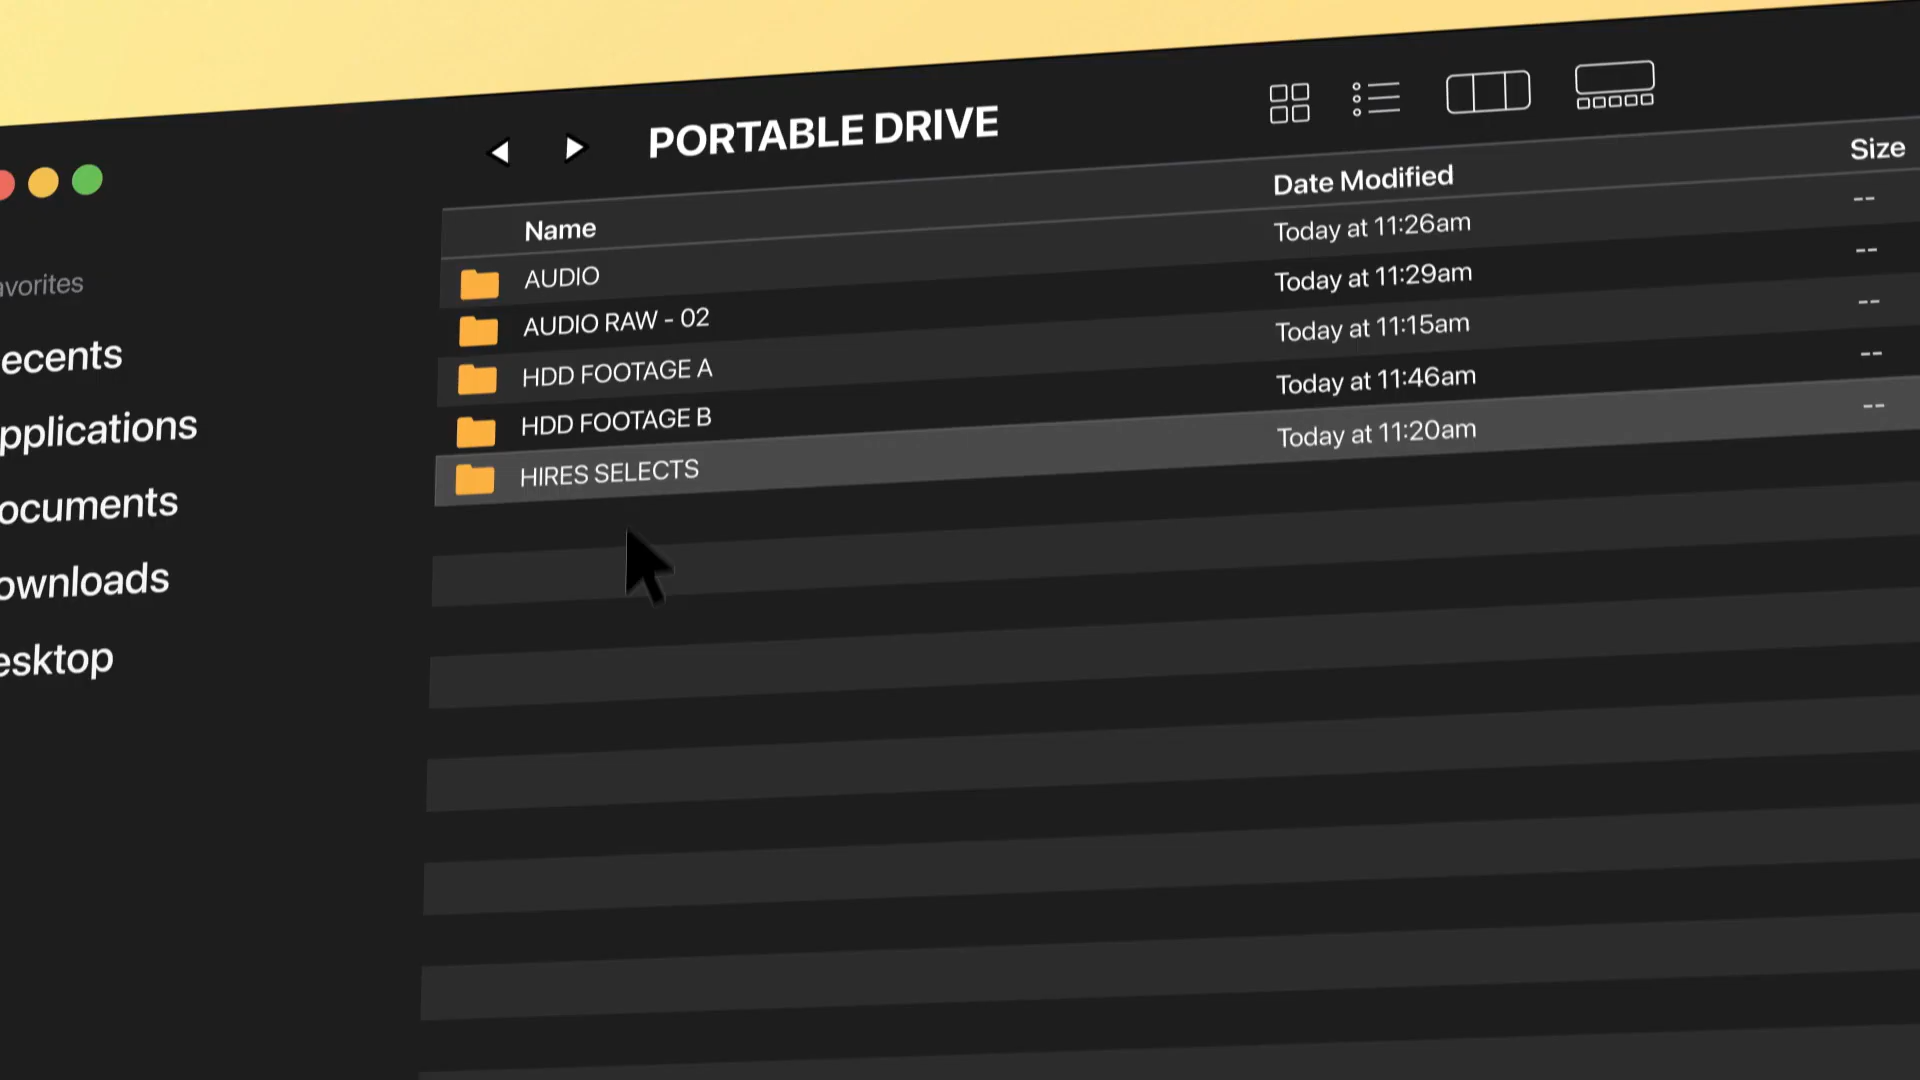 PORTABLE DRIVE
Name Date Modified Size
AUDIO Today at 11:26am --
AUDIO RAW - 02 Today at 11:29am --
HDD FOOTAGE A Today at 11:15am --
HDD FOOTAGE B Today at 11:46am --
HIRES SELECTS Today at 11:20am --
avorites
ecents
pplications
ocuments
ownloads
esktop